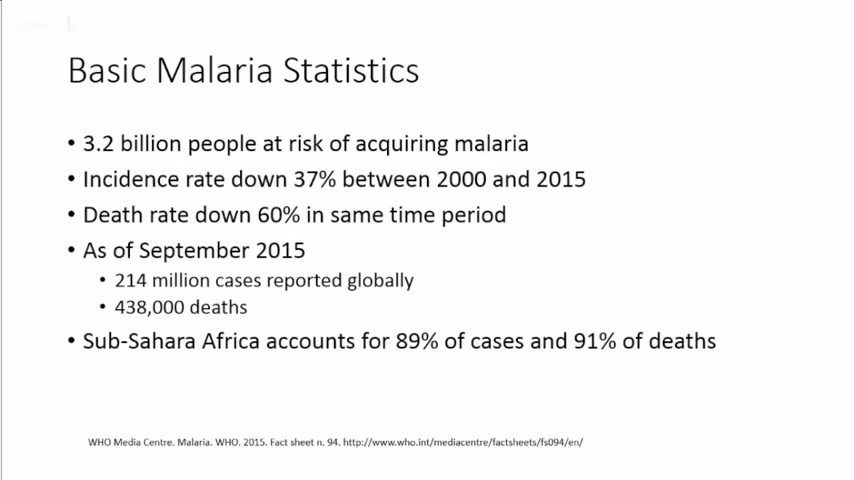 Basic Malaria Statistics
• 3.2 billion people at risk of acquiring malaria
• Incidence rate down 37% between 2000 and 2015
• Death rate down 60% in same time period
• As of September 2015
• 214 million cases reported globally
• 438,000 deaths
• Sub-Sahara Africa accounts for 89% of cases and 91% of deaths
WHO Media Centre. Malaria. WHO. 2015. Fact sheet n. 94. http://www.who.int/mediacentre/factsheets/fs094/en/